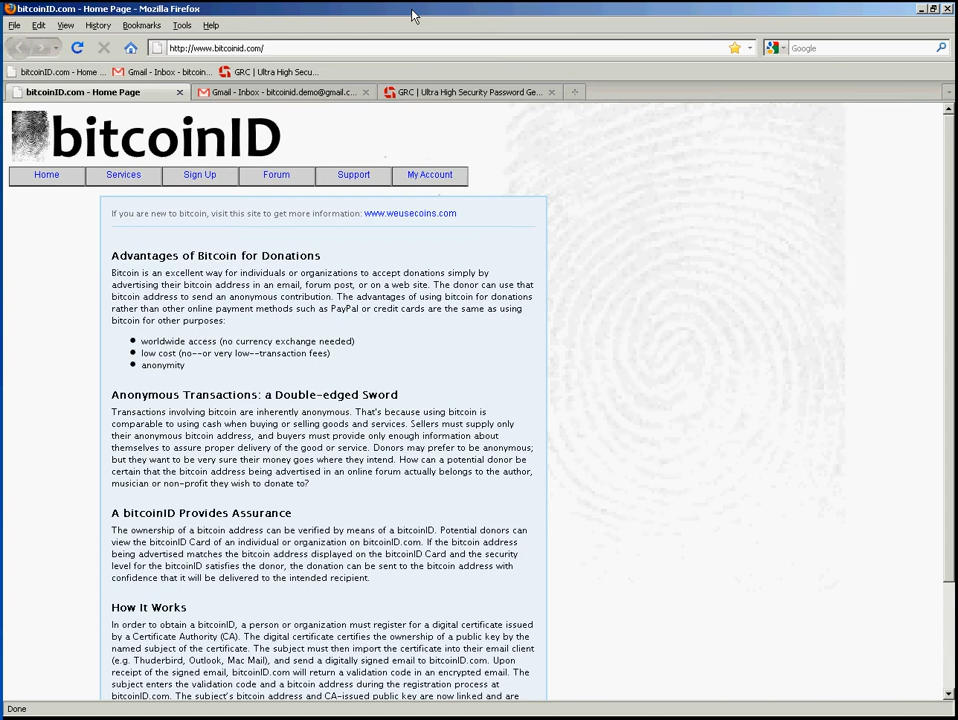 bitcoinID.com - Home Page - Mozilla Firefox
File Edit View History Bookmarks Tools Help
http://www.bitcoinid.com/ Google
bitcoinID.com - Home ... Gmail - Inbox - bitcoin... GRC | Ultra High Secu...
bitcoinID.com - Home Page Gmail - Inbox - bitcoinid.demo@gmail.c... GRC | Ultra High Security Password Ge...
bitcoinID
Home Services Sign Up Forum Support My Account
If you are new to bitcoin, visit this site to get more information: www.weusecoins.com
Advantages of Bitcoin for Donations
Bitcoin is an excellent way for individuals or organizations to accept donations simply by
advertising their bitcoin address in an email, forum post, or on a web site. The donor can use that
bitcoin address to send an anonymous contribution. The advantages of using bitcoin for donations
rather than other online payment methods such as PayPal or credit cards are the same as using
bitcoin for other purposes:
• worldwide access (no currency exchange needed)
• low cost (no--or very low--transaction fees)
• anonymity
Anonymous Transactions: a Double-edged Sword
Transactions involving bitcoin are inherently anonymous. That's because using bitcoin is
comparable to using cash when buying or selling goods and services. Sellers must supply only
their anonymous bitcoin address, and buyers must provide only enough information about
themselves to assure proper delivery of the good or service. Donors may prefer to be anonymous;
but they want to be very sure their money goes where they intend. How can a potential donor be
certain that the bitcoin address being advertised in an online forum actually belongs to the author,
musician or non-profit they wish to donate to?
A bitcoinID Provides Assurance
The ownership of a bitcoin address can be verified by means of a bitcoinID. Potential donors can
view the bitcoinID Card of an individual or organization on bitcoinID.com. If the bitcoin address
being advertised matches the bitcoin address displayed on the bitcoinID Card and the security
level for the bitcoinID satisfies the donor, the donation can be sent to the bitcoin address with
confidence that it will be delivered to the intended recipient.
How It Works
In order to obtain a bitcoinID, a person or organization must register for a digital certificate issued
by a Certificate Authority (CA). The digital certificate certifies the ownership of a public key by the
named subject of the certificate. The subject must then import the certificate into their email client
(e.g. Thuderbird, Outlook, Mac Mail), and send a digitally signed email to bitcoinID.com. Upon
receipt of the signed email, bitcoinID.com will return a validation code in an encrypted email. The
subject enters the validation code and a bitcoin address during the registration process at
bitcoinID.com. The subject's bitcoin address and CA-issued public key are now linked and are
Done